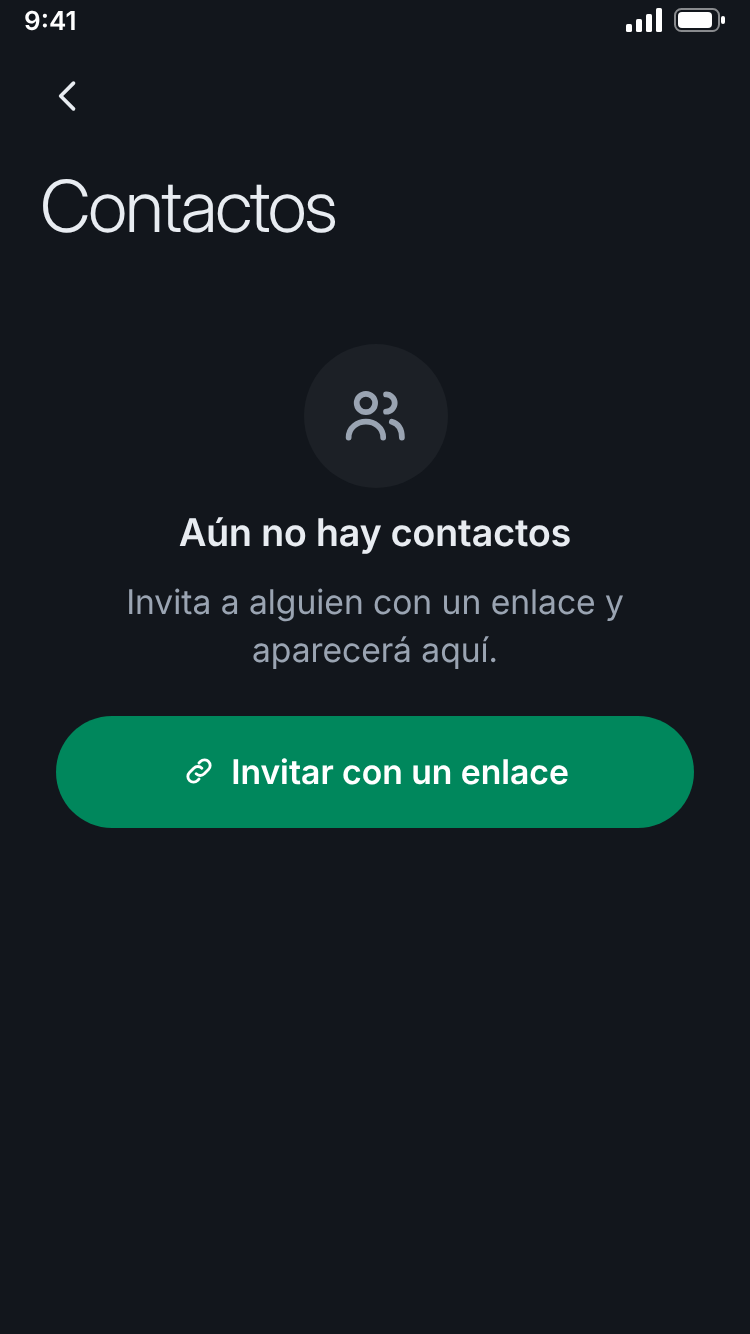 9:41
Contactos
Aún no hay contactos
Invita a alguien con un enlace y
aparecerá aquí.
Invitar con un enlace